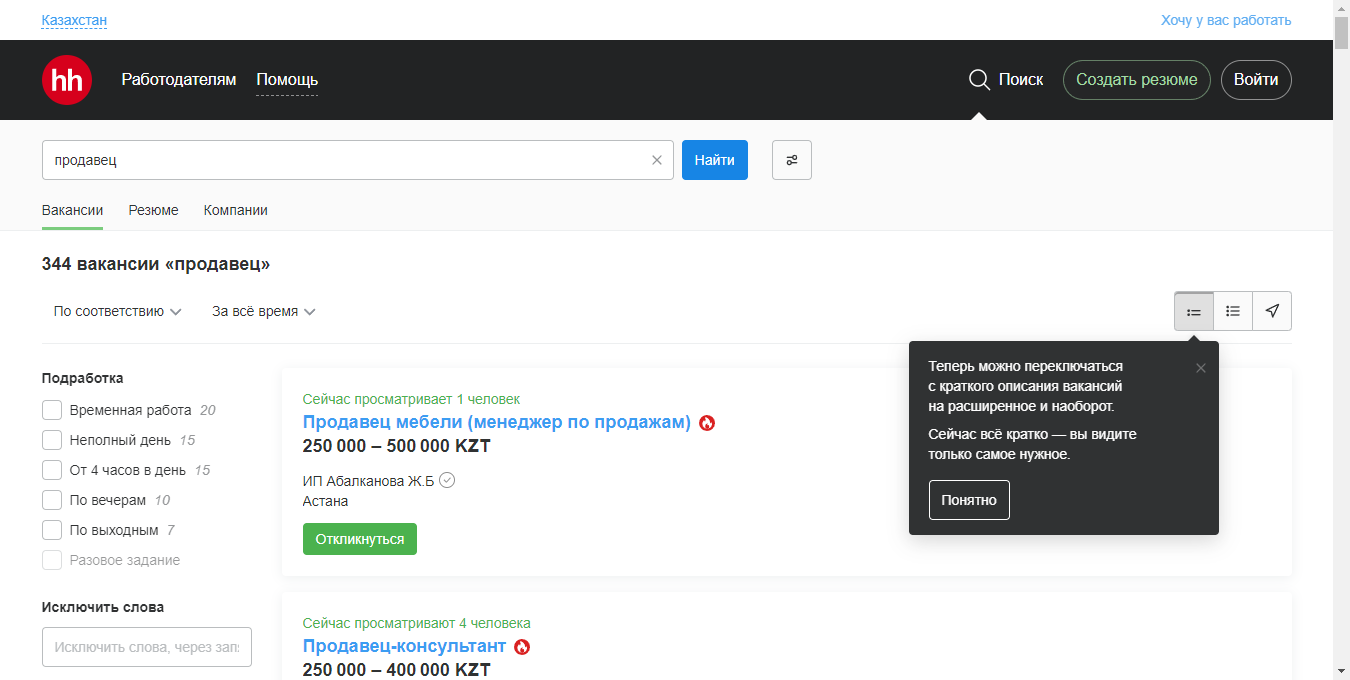 Казахстан
Хочу у вас работать
hh
Работодателям
Помощь
Поиск
Создать резюме
Войти
продавец
Найти
Вакансии
Резюме
Компании
344 вакансии «продавец»
По соответствию
За всё время
Теперь можно переключаться
с краткого описания вакансий
на расширенное и наоборот.
Сейчас всё кратко — вы видите
только самое нужное.
Понятно
Подработка
Временная работа 20
Неполный день 15
От 4 часов в день 15
По вечерам 10
По выходным 7
Разовое задание
Исключить слова
Исключить слова, через зап
Сейчас просматривает 1 человек
Продавец мебели (менеджер по продажам)
250 000 – 500 000 KZT
ИП Абалканова Ж.Б
Астана
Откликнуться
Сейчас просматривают 4 человека
Продавец-консультант
250 000 – 400 000 KZT